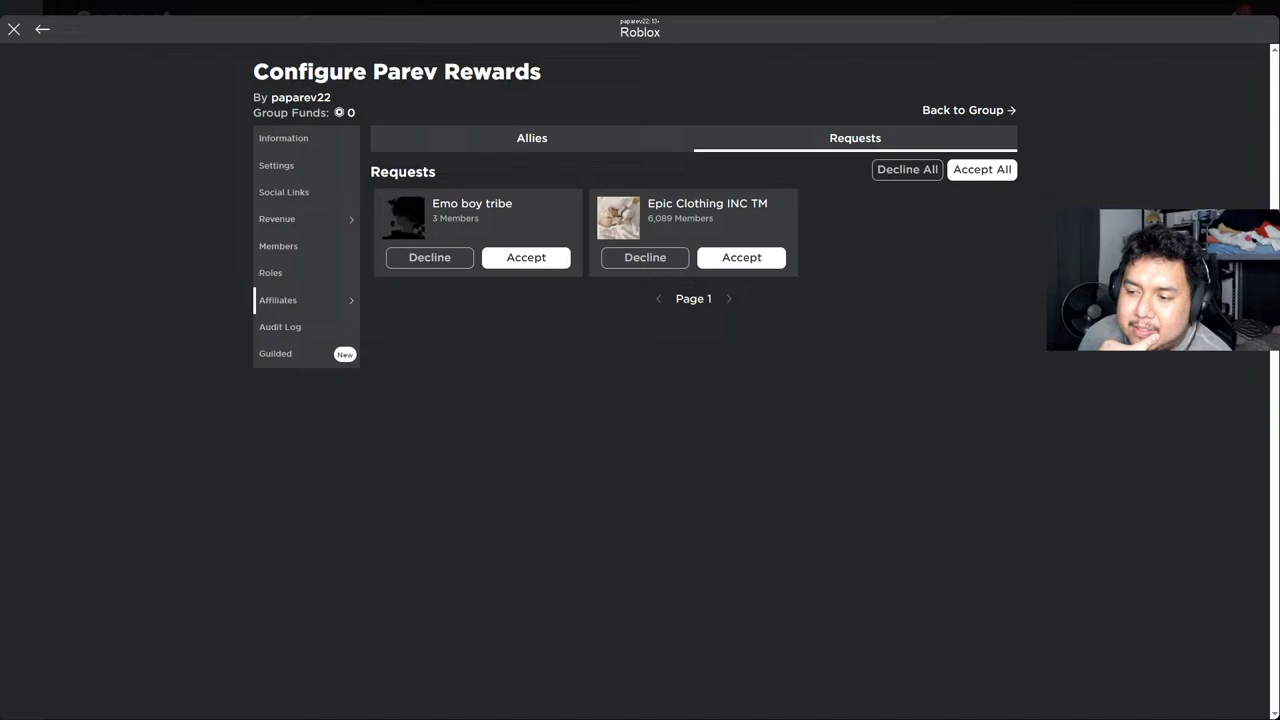 paparev22: 13+
Roblox
Configure Parev Rewards
By paparev22
Group Funds: 0
Back to Group →
Information
Settings
Social Links
Revenue
Members
Roles
Affiliates
Audit Log
Guilded New
Allies Requests
Requests
Decline All Accept All
Emo boy tribe
3 Members
Decline Accept
Epic Clothing INC TM
6,089 Members
Decline Accept
Page 1